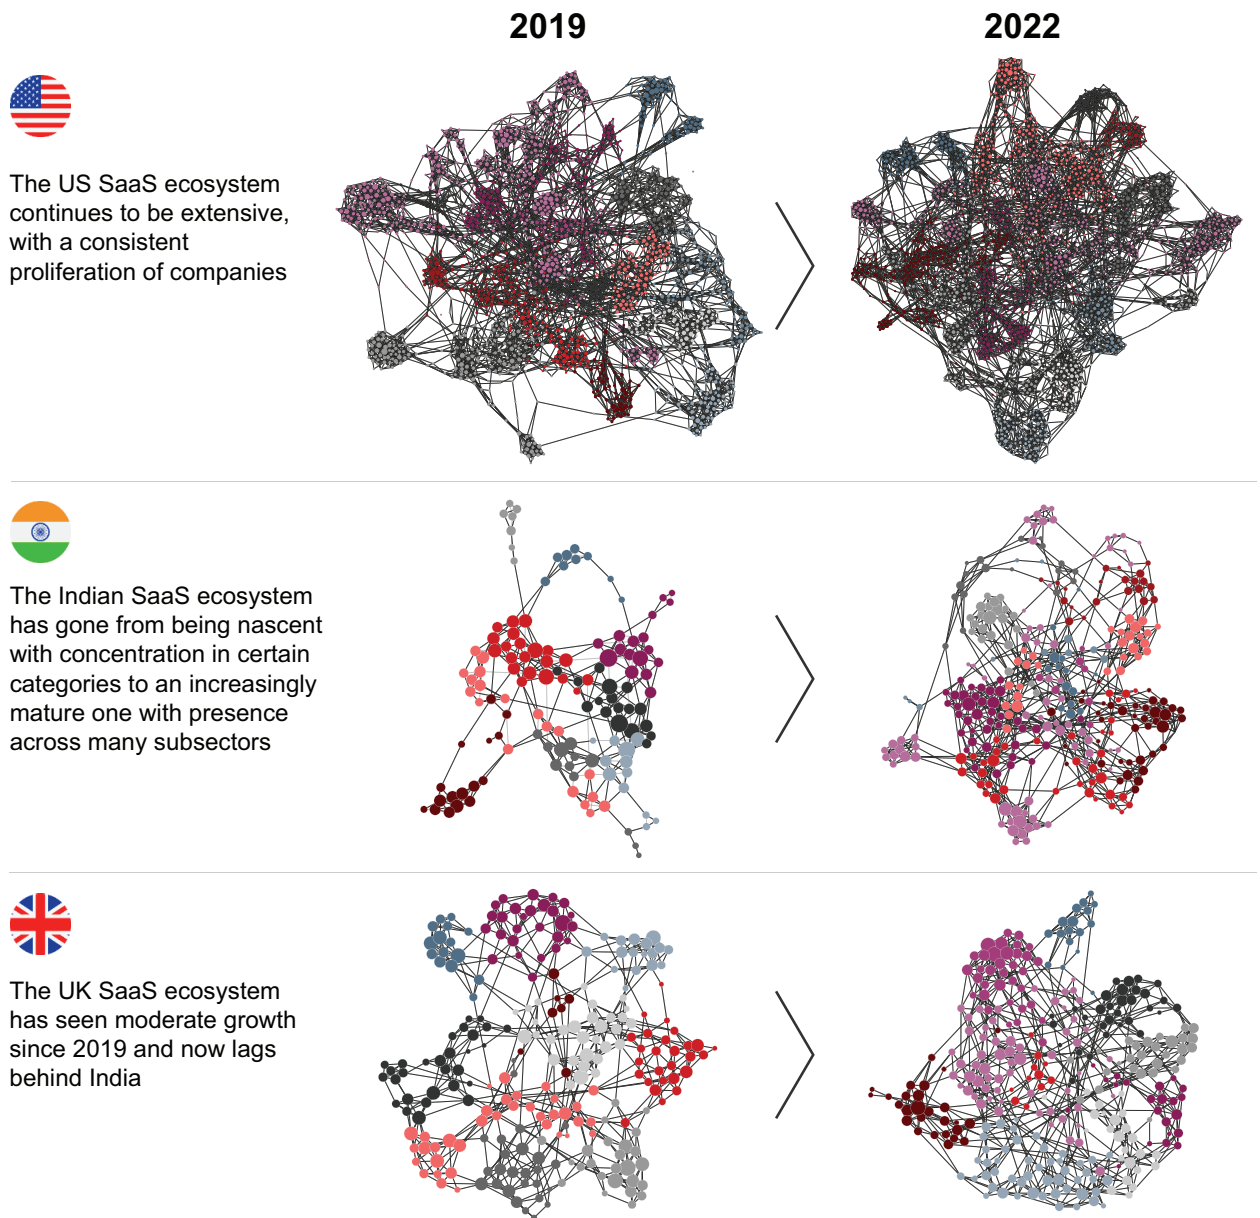 2019
2022
The US SaaS ecosystem
continues to be extensive,
with a consistent
proliferation of companies
The Indian SaaS ecosystem
has gone from being nascent
with concentration in certain
categories to an increasingly
mature one with presence
across many subsectors
The UK SaaS ecosystem
has seen moderate growth
since 2019 and now lags
behind India